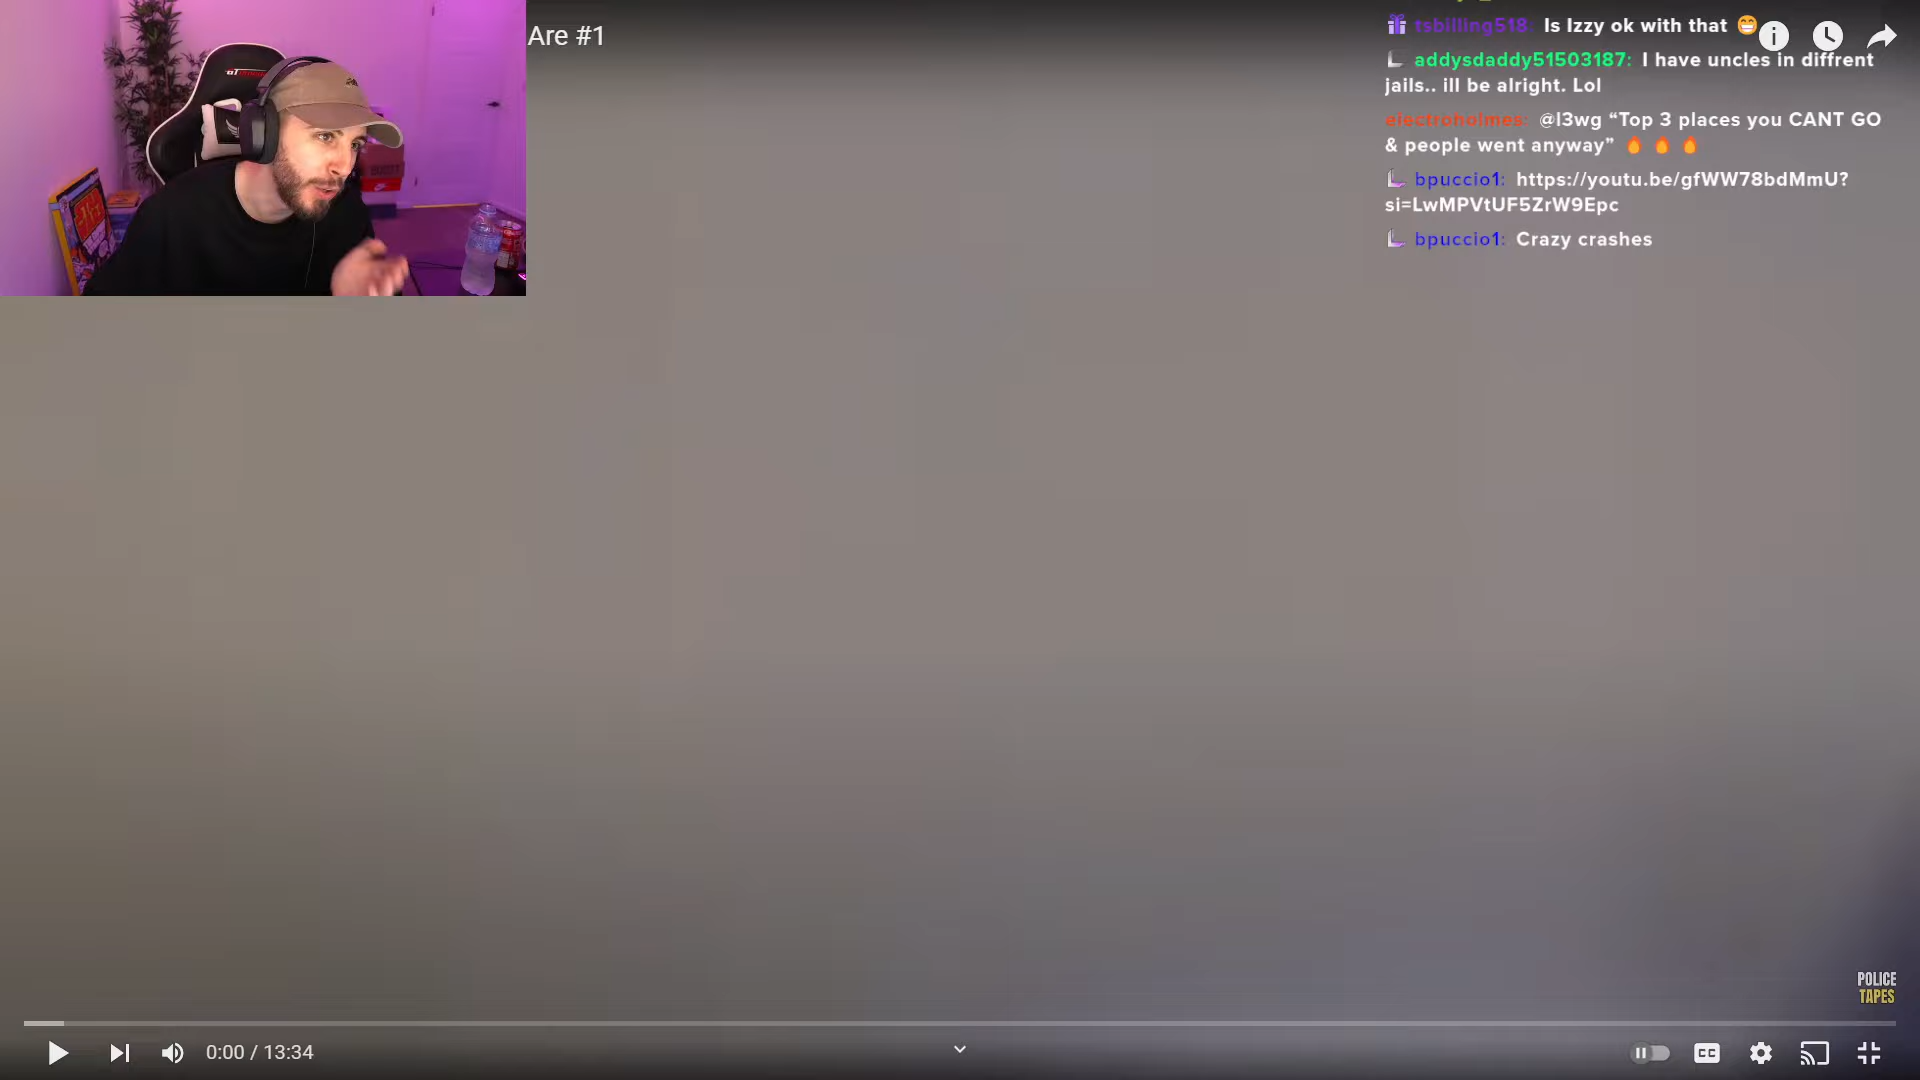 Are #1
tsbilling518: Is Izzy ok with that 😁
addysdaddy51503187: I have uncles in diffrent
jails.. ill be alright. Lol
electroholmes: @l3wg “Top 3 places you CANT GO
& people went anyway” 🔥 🔥 🔥
bpuccio1: https://youtu.be/gfWW78bdMmU?
si=LwMPVtUF5ZrW9Epc
bpuccio1: Crazy crashes
POLICE
TAPES
0:00 / 13:34
CC